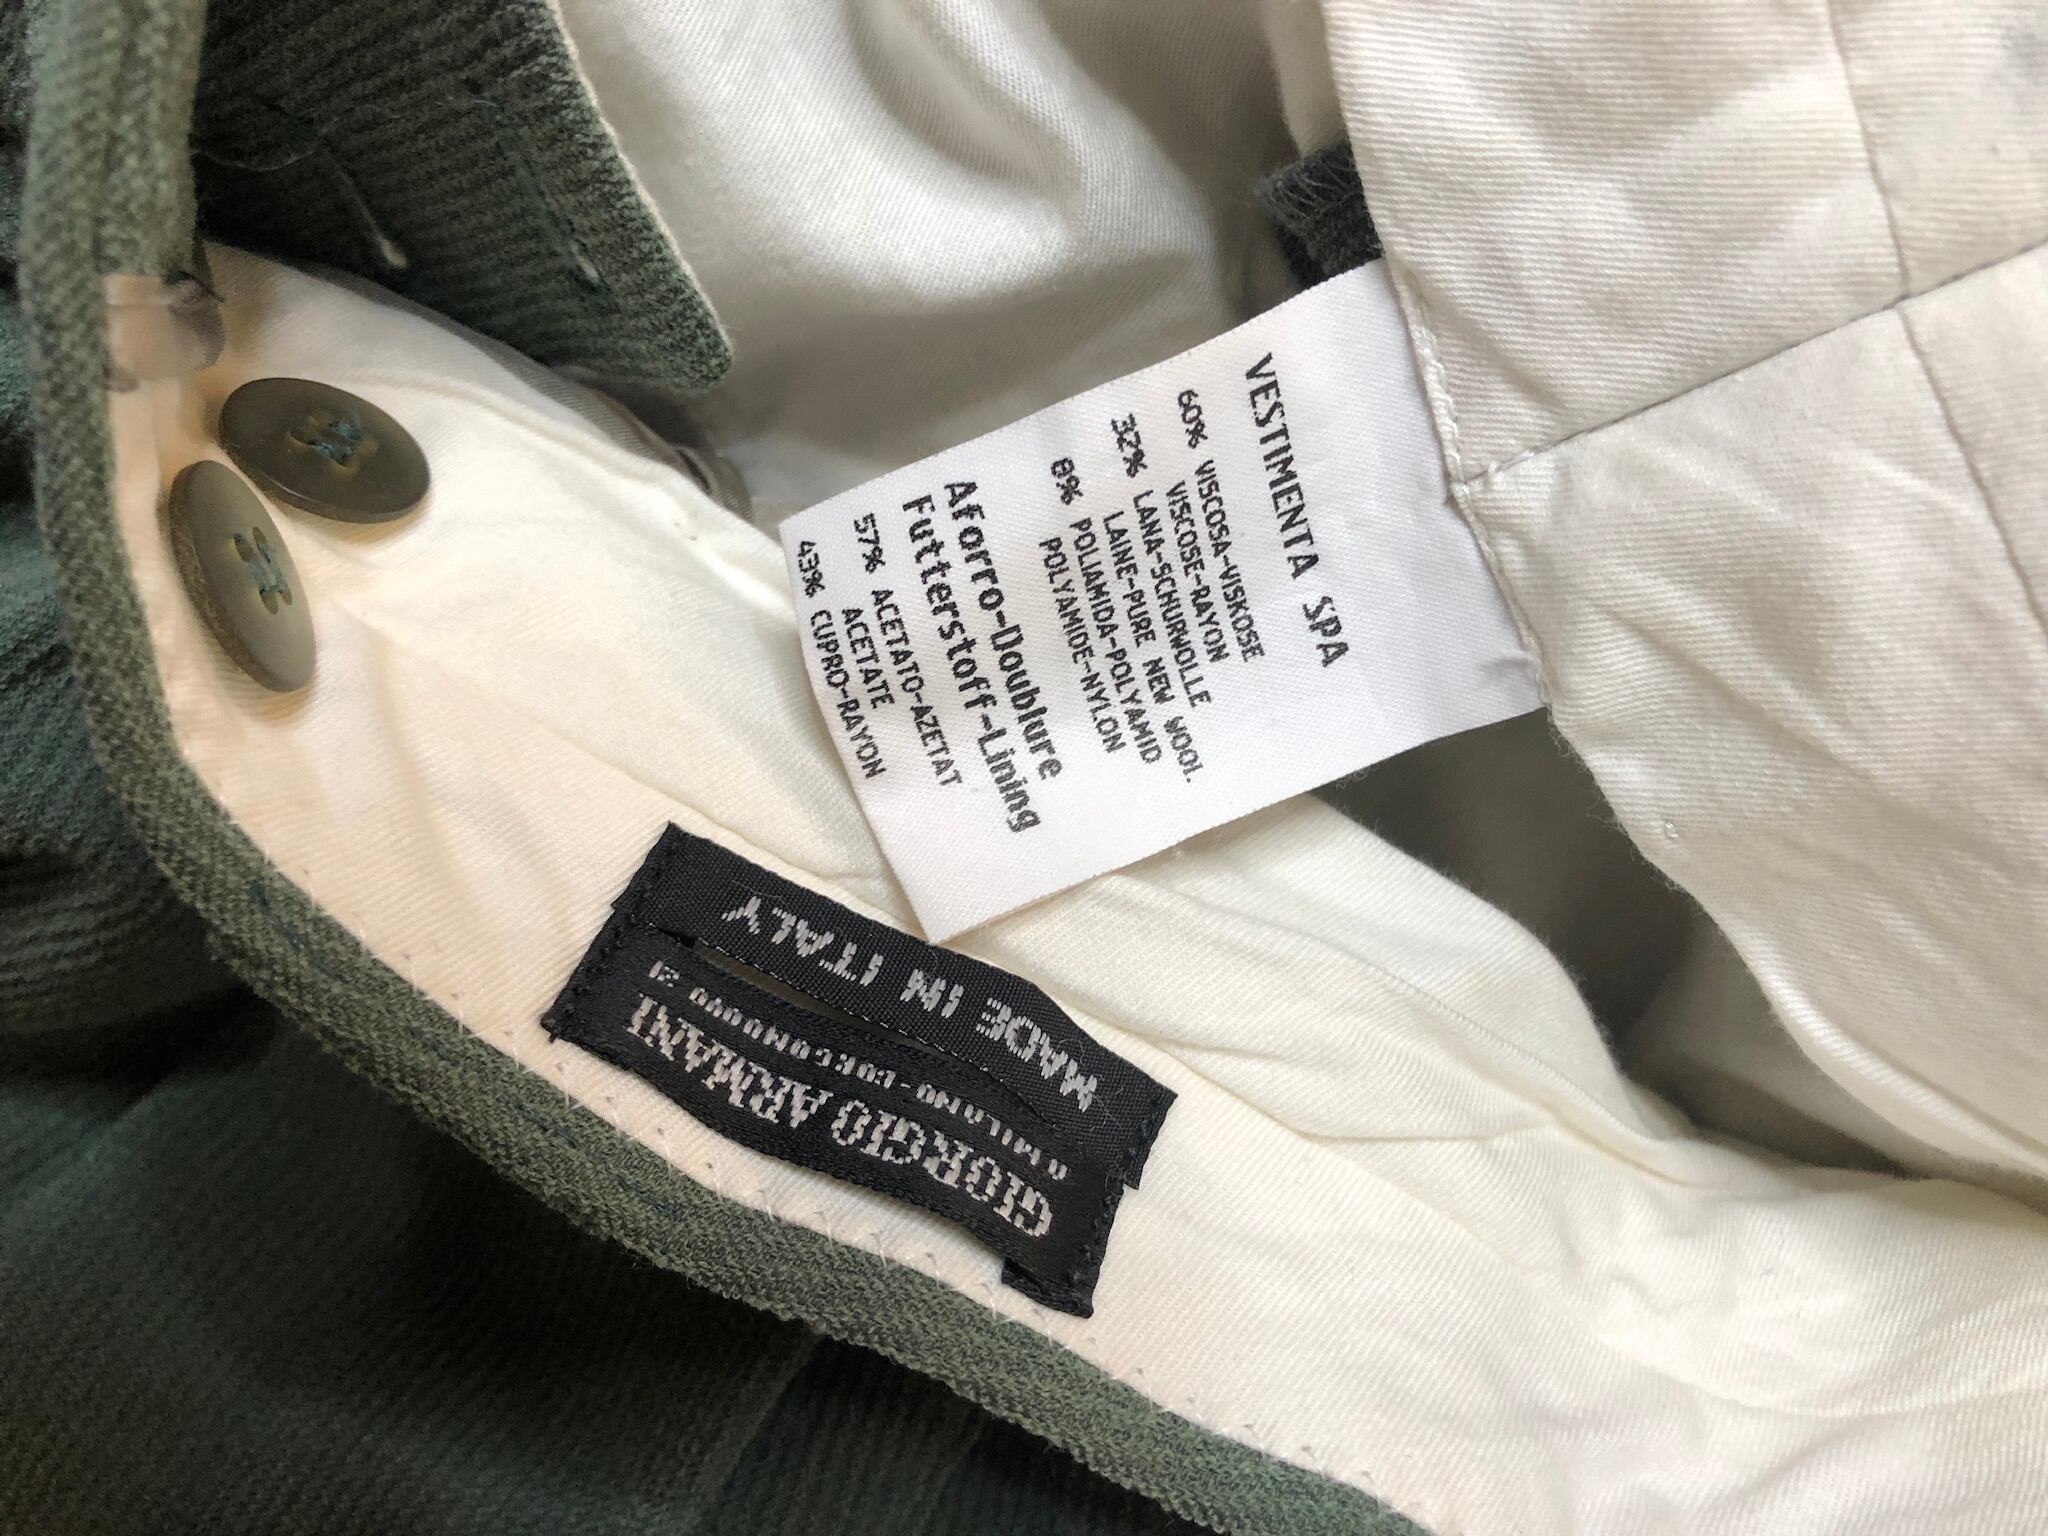 VESTIMENTA SPA
60% VISCOSA-VISKOSE
VISCOSE-RAYON
32% LANA-SCHURWOLLE
LAINE-PURE NEW WOOL
8% POLIAMIDA-POLYAMID
POLYAMIDE-NYLON
Aforro-Doublure
Futterstoff-Lining
57% ACETATO-AZETAT
ACETATE
43% CUPRO-RAYON
GIORGIO ARMANI
MADE IN ITALY